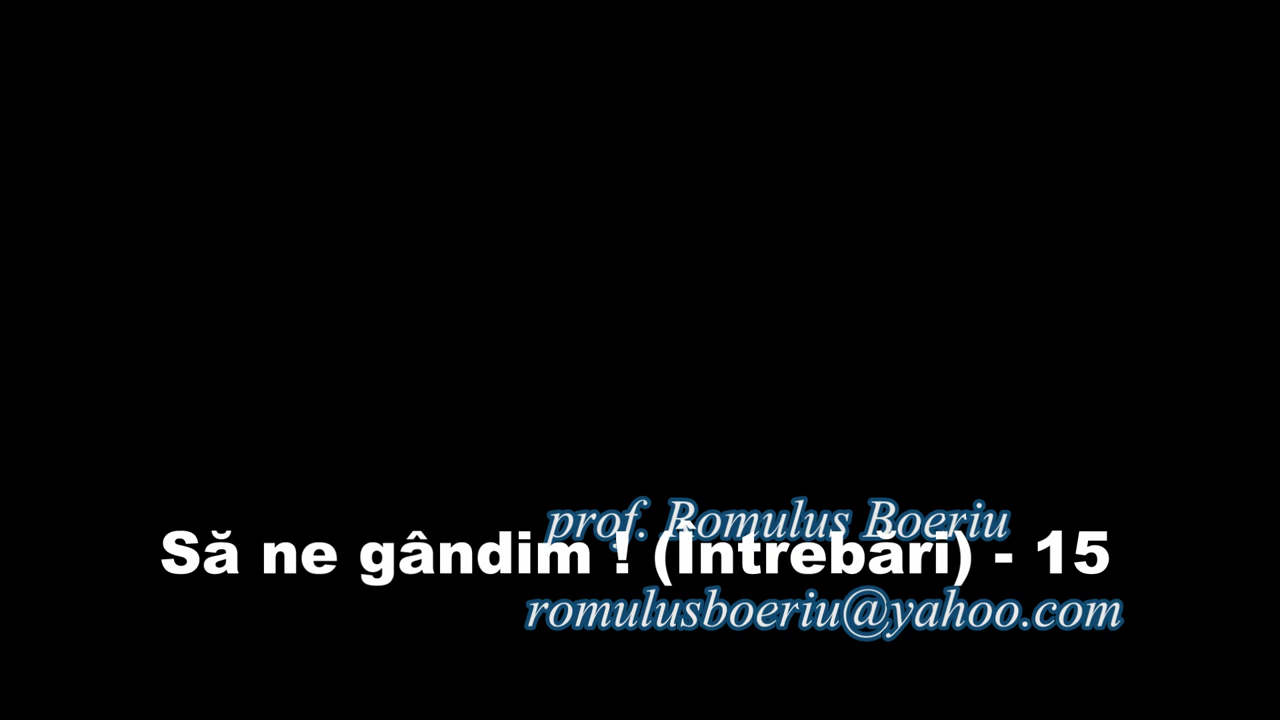 prof. Romulus Boeriu
Să ne gândim ! (Întrebări) - 15
romulusboeriu@yahoo.com